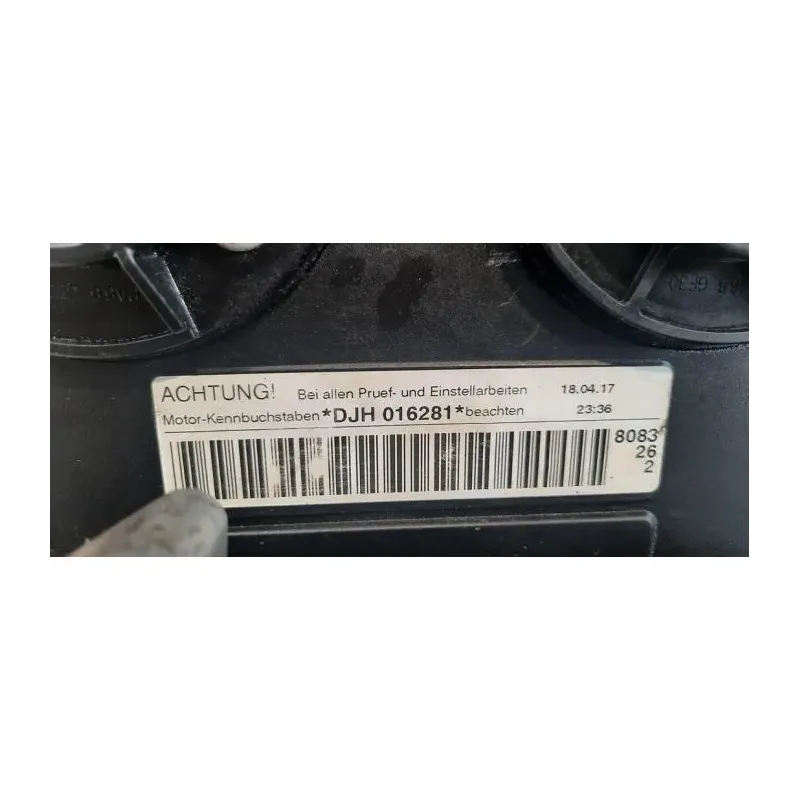 ACHTUNG! Bei allen Pruef- und Einstellarbeiten 18.04.17
Motor-Kennbuchstaben *DJH 016281* beachten 23:36
8083
26
2